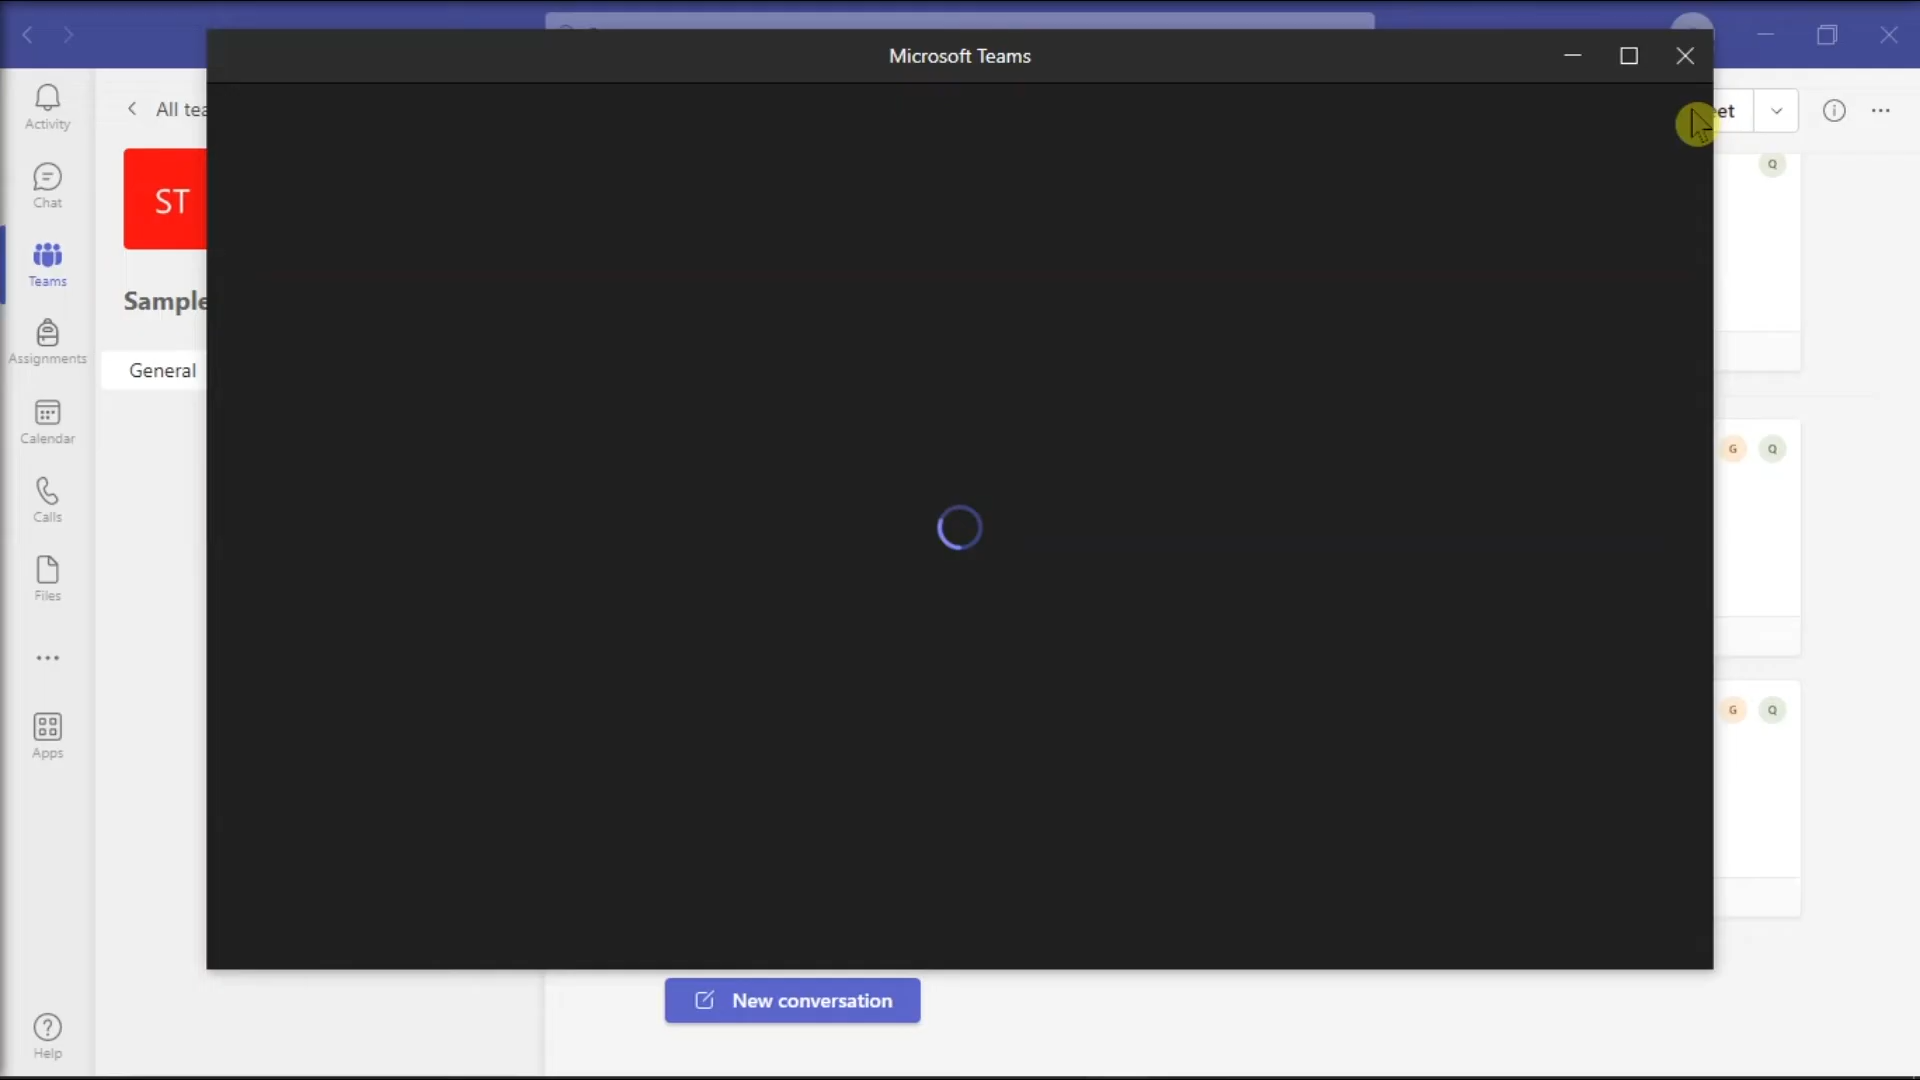 Microsoft Teams
Activity
All tea
et
Chat
ST
Q
Teams
Sample
Assignments
General
Calendar
G Q
Calls
Files
G Q
Apps
New conversation
Help